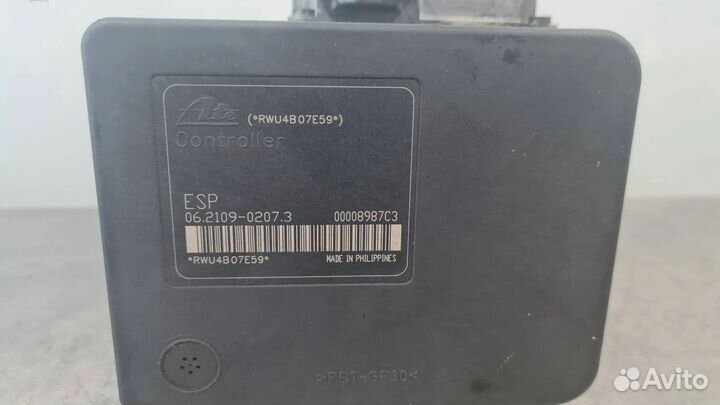 Ate (*RWU4B07E59*)
Controller
ESP
06.2109-0207.3 00008987C3
*RWU4B07E59* MADE IN PHILIPPINES
>PBT-GF30<
Avito